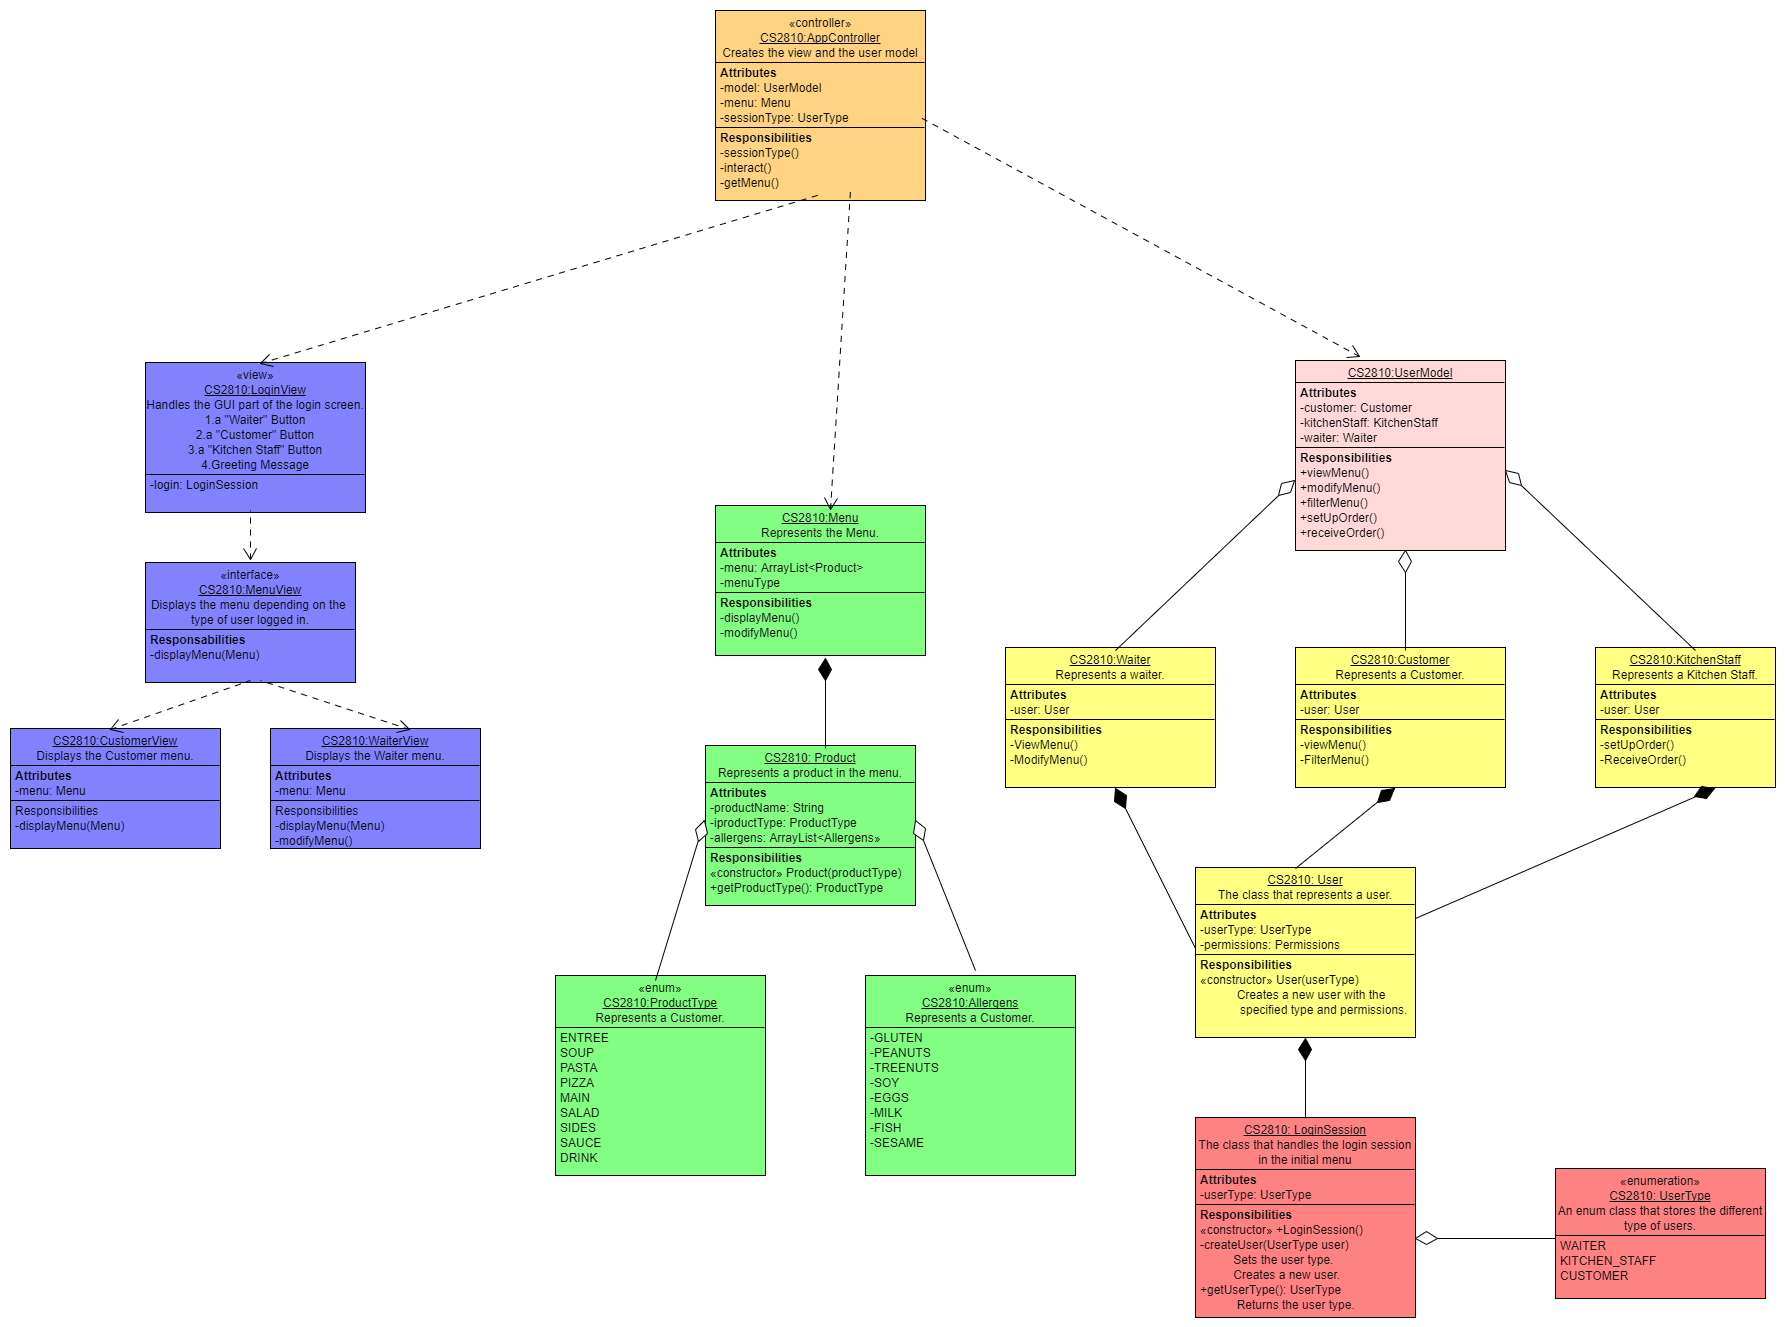 «controller»
CS2810:AppController
Creates the view and the user model
Attributes
-model: UserModel
-menu: Menu
-sessionType: UserType
Responsibilities
-sessionType()
-interact()
-getMenu()
«view»
CS2810:LoginView
Handles the GUI part of the login screen.
1.a "Waiter" Button
2.a "Customer" Button
3.a "Kitchen Staff" Button
4.Greeting Message
-login: LoginSession
«interface»
CS2810:MenuView
Displays the menu depending on the
type of user logged in.
Responsabilities
-displayMenu(Menu)
CS2810:CustomerView
Displays the Customer menu.
Attributes
-menu: Menu
Responsibilities
-displayMenu(Menu)
CS2810:WaiterView
Displays the Waiter menu.
Attributes
-menu: Menu
Responsibilities
-displayMenu(Menu)
-modifyMenu()
CS2810:Menu
Represents the Menu.
Attributes
-menu: ArrayList<Product>
-menuType
Responsibilities
-displayMenu()
-modifyMenu()
CS2810: Product
Represents a product in the menu.
Attributes
-productName: String
-iproductType: ProductType
-allergens: ArrayList<Allergens»
Responsibilities
«constructor» Product(productType)
+getProductType(): ProductType
«enum»
CS2810:ProductType
Represents a Customer.
ENTREE
SOUP
PASTA
PIZZA
MAIN
SALAD
SIDES
SAUCE
DRINK
«enum»
CS2810:Allergens
Represents a Customer.
-GLUTEN
-PEANUTS
-TREENUTS
-SOY
-EGGS
-MILK
-FISH
-SESAME
CS2810:UserModel
Attributes
-customer: Customer
-kitchenStaff: KitchenStaff
-waiter: Waiter
Responsibilities
+viewMenu()
+modifyMenu()
+filterMenu()
+setUpOrder()
+receiveOrder()
CS2810:Waiter
Represents a waiter.
Attributes
-user: User
Responsibilities
-ViewMenu()
-ModifyMenu()
CS2810:Customer
Represents a Customer.
Attributes
-user: User
Responsibilities
-viewMenu()
-FilterMenu()
CS2810:KitchenStaff
Represents a Kitchen Staff.
Attributes
-user: User
Responsibilities
-setUpOrder()
-ReceiveOrder()
CS2810: User
The class that represents a user.
Attributes
-userType: UserType
-permissions: Permissions
Responsibilities
«constructor» User(userType)
Creates a new user with the
specified type and permissions.
CS2810: LoginSession
The class that handles the login session
in the initial menu
Attributes
-userType: UserType
Responsibilities
«constructor» +LoginSession()
-createUser(UserType user)
Sets the user type.
Creates a new user.
+getUserType(): UserType
Returns the user type.
«enumeration»
CS2810: UserType
An enum class that stores the different
type of users.
WAITER
KITCHEN_STAFF
CUSTOMER